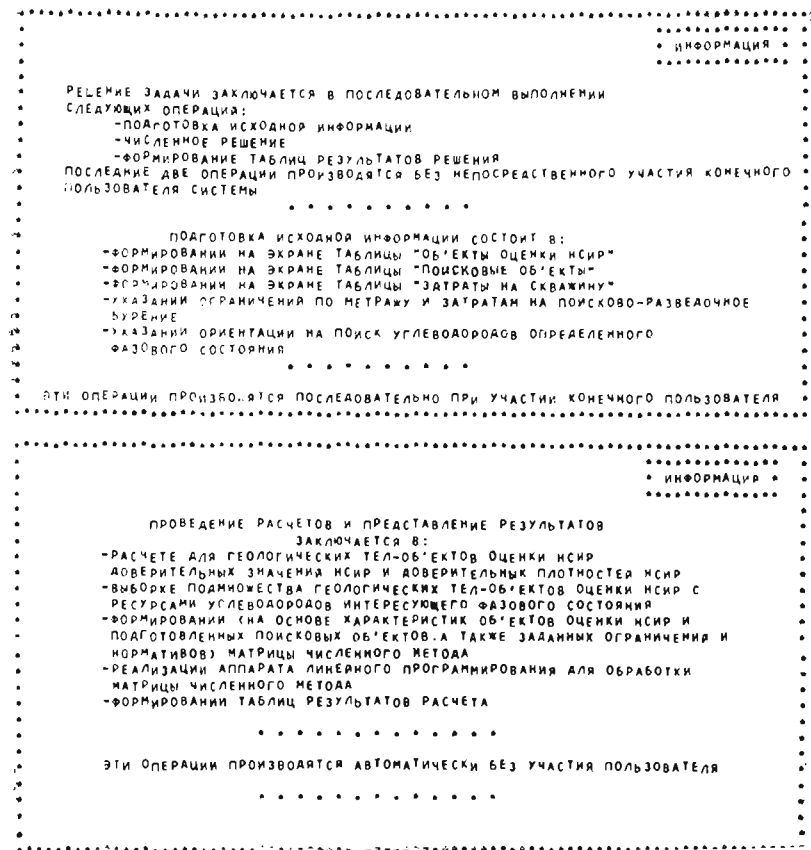 ИНФОРМАЦИЯ
РЕШЕНИЕ ЗАДАЧИ ЗАКЛЮЧАЕТСЯ В ПОСЛЕДОВАТЕЛЬНОМ ВЫПОЛНЕНИИ
СЛЕДУЮЩИХ ОПЕРАЦИЙ:
-ПОДГОТОВКА ИСХОДНОЙ ИНФОРМАЦИИ
-ЧИСЛЕННОЕ РЕШЕНИЕ
-ФОРМИРОВАНИЕ ТАБЛИЦ РЕЗУЛЬТАТОВ РЕШЕНИЯ
ПОСЛЕДНИЕ ДВЕ ОПЕРАЦИИ ПРОИЗВОДЯТСЯ БЕЗ НЕПОСРЕДСТВЕННОГО УЧАСТИЯ КОНЕЧНОГО
ПОЛЬЗОВАТЕЛЯ СИСТЕМЫ
ПОДГОТОВКА ИСХОДНОЙ ИНФОРМАЦИИ СОСТОИТ В:
-ФОРМИРОВАНИИ НА ЭКРАНЕ ТАБЛИЦЫ "ОБ'ЕКТЫ ОЦЕНКИ НСИР"
-ФОРМИРОВАНИИ НА ЭКРАНЕ ТАБЛИЦЫ "ПОИСКОВЫЕ ОБ'ЕКТЫ"
-ФОРМИРОВАНИИ НА ЭКРАНЕ ТАБЛИЦЫ "ЗАТРАТЫ НА СКВАЖИНУ"
-УКАЗАНИИ ОГРАНИЧЕНИЙ ПО МЕТРАЖУ И ЗАТРАТАМ НА ПОИСКОВО-РАЗВЕДОЧНОЕ
БУРЕНИЕ
-УКАЗАНИИ ОРИЕНТАЦИИ НА ПОИСК УГЛЕВОДОРОДОВ ОПРЕДЕЛЕННОГО
ФАЗОВОГО СОСТОЯНИЯ
ЭТИ ОПЕРАЦИИ ПРОИЗВОДЯТСЯ ПОСЛЕДОВАТЕЛЬНО ПРИ УЧАСТИИ КОНЕЧНОГО ПОЛЬЗОВАТЕЛЯ
ИНФОРМАЦИЯ
ПРОВЕДЕНИЕ РАСЧЕТОВ И ПРЕДСТАВЛЕНИЕ РЕЗУЛЬТАТОВ
ЗАКЛЮЧАЕТСЯ В:
-РАСЧЕТЕ ДЛЯ ГЕОЛОГИЧЕСКИХ ТЕЛ-ОБ'ЕКТОВ ОЦЕНКИ НСИР
ДОВЕРИТЕЛЬНЫХ ЗНАЧЕНИЯ НСИР И ДОВЕРИТЕЛЬНЫК ПЛОТНОСТЕЙ НСИР
-ВЫБОРКЕ ПОДМНОЖЕСТВА ГЕОЛОГИЧЕСКИХ ТЕЛ-ОБ'ЕКТОВ ОЦЕНКИ НСИР С
РЕСУРСАМИ УГЛЕВОДОРОДОВ ИНТЕРЕСУЮЩЕГО ФАЗОВОГО СОСТОЯНИЯ
-ФОРМИРОВАНИИ (НА ОСНОВЕ ХАРАКТЕРИСТИК ОБ'ЕКТОВ ОЦЕНКИ НСИР И
ПОДГОТОВЛЕННЫХ ПОИСКОВЫХ ОБ'ЕКТОВ.А ТАКЖЕ ЗАДАННЫХ ОГРАНИЧЕНИЙ И
НОРМАТИВОВ) МАТРИЦЫ ЧИСЛЕННОГО МЕТОДА
-РЕАЛИЗАЦИИ АППАРАТА ЛИНЕЙНОГО ПРОГРАММИРОВАНИЯ ДЛЯ ОБРАБОТКИ
МАТРИЦЫ ЧИСЛЕННОГО МЕТОДА
-ФОРМИРОВАНИИ ТАБЛИЦ РЕЗУЛЬТАТОВ РАСЧЕТА
ЭТИ ОПЕРАЦИИ ПРОИЗВОДЯТСЯ АВТОМАТИЧЕСКИ БЕЗ УЧАСТИЯ ПОЛЬЗОВАТЕЛЯ